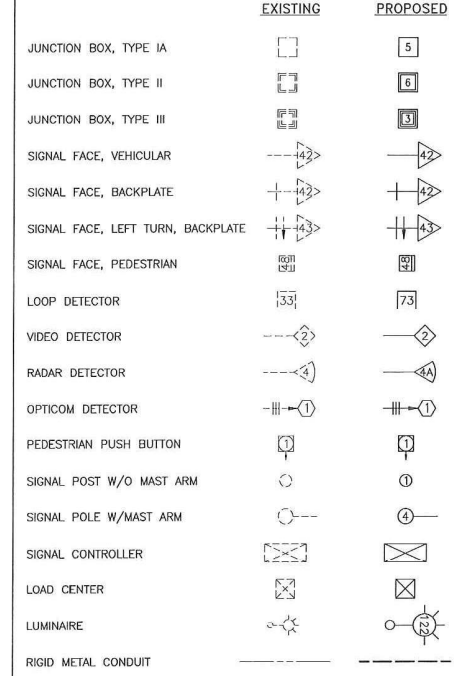 EXISTING PROPOSED
JUNCTION BOX, TYPE IA 5
JUNCTION BOX, TYPE II 6
JUNCTION BOX, TYPE III 3
SIGNAL FACE, VEHICULAR 42 42
SIGNAL FACE, BACKPLATE 42 42
SIGNAL FACE, LEFT TURN, BACKPLATE 43 43
SIGNAL FACE, PEDESTRIAN 48 48
LOOP DETECTOR 33 73
VIDEO DETECTOR 2 2
RADAR DETECTOR 4 4A
OPTICOM DETECTOR 1 1
PEDESTRIAN PUSH BUTTON 1 1
SIGNAL POST W/O MAST ARM 1
SIGNAL POLE W/MAST ARM 4
SIGNAL CONTROLLER
LOAD CENTER
LUMINAIRE 122
RIGID METAL CONDUIT